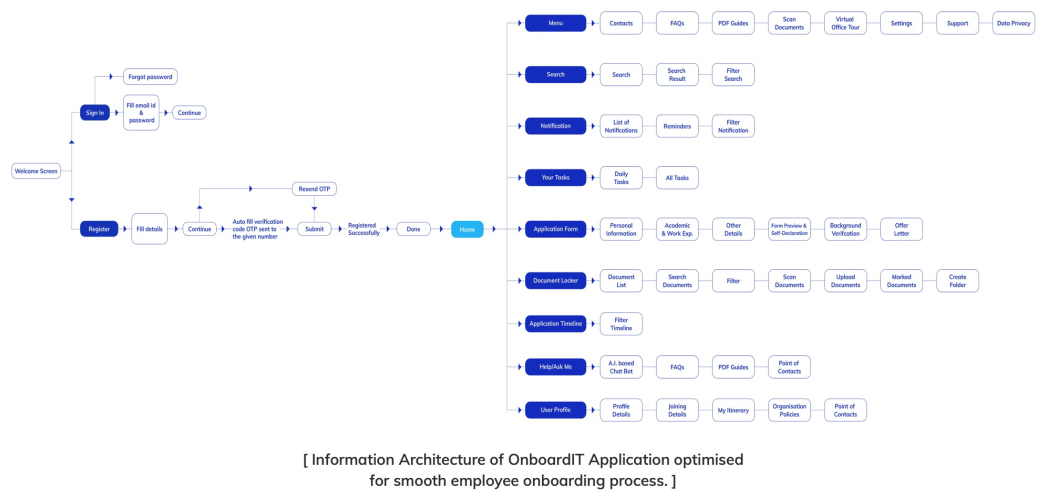 Welcome Screen
Sign In
Forgot password
Fill email id
&
password
Continue
Register
Fill details
Continue
Resend OTP
Auto fill verification
code OTP sent to
the given number
Submit
Registered
Successfully
Done
Home
Menu
Contacts
FAQs
PDF Guides
Scan
Documents
Virtual
Office Tour
Settings
Support
Data Privacy
Search
Search
Search
Result
Filter
Search
Notification
List of
Notifications
Reminders
Filter
Notification
Your Tasks
Daily
Tasks
All Tasks
Application Form
Personal
Information
Academic
& Work Exp.
Other
Details
Form Preview &
Self-Declaration
Background
Verifcation
Offer
Letter
Document Locker
Document
List
Search
Documents
Filter
Scan
Documents
Upload
Documents
Marked
Documents
Create
Folder
Application Timeline
Filter
Timeline
Help/Ask Me
A.I. based
Chat Bot
FAQs
PDF Guides
Point of
Contacts
User Profile
Profile
Details
Joining
Details
My Itinerary
Organisation
Policies
Point of
Contacts
[ Information Architecture of OnboardIT Application optimised
for smooth employee onboarding process. ]